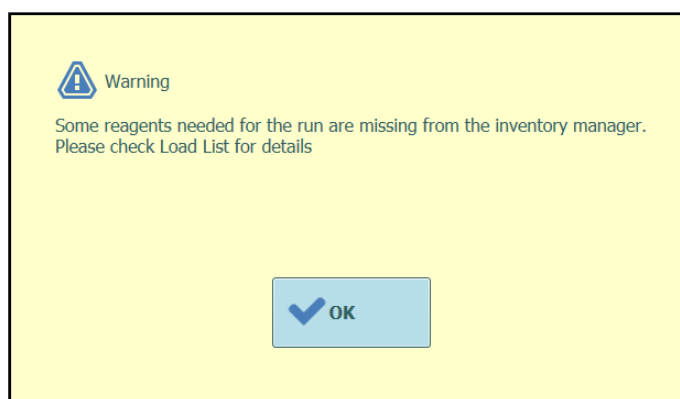 Warning
Some reagents needed for the run are missing from the inventory manager.
Please check Load List for details
OK